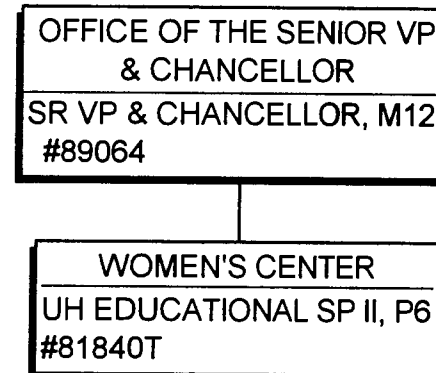 OFFICE OF THE SENIOR VP
& CHANCELLOR
SR VP & CHANCELLOR, M12
#89064
WOMEN'S CENTER
UH EDUCATIONAL SP II, P6
#81840T